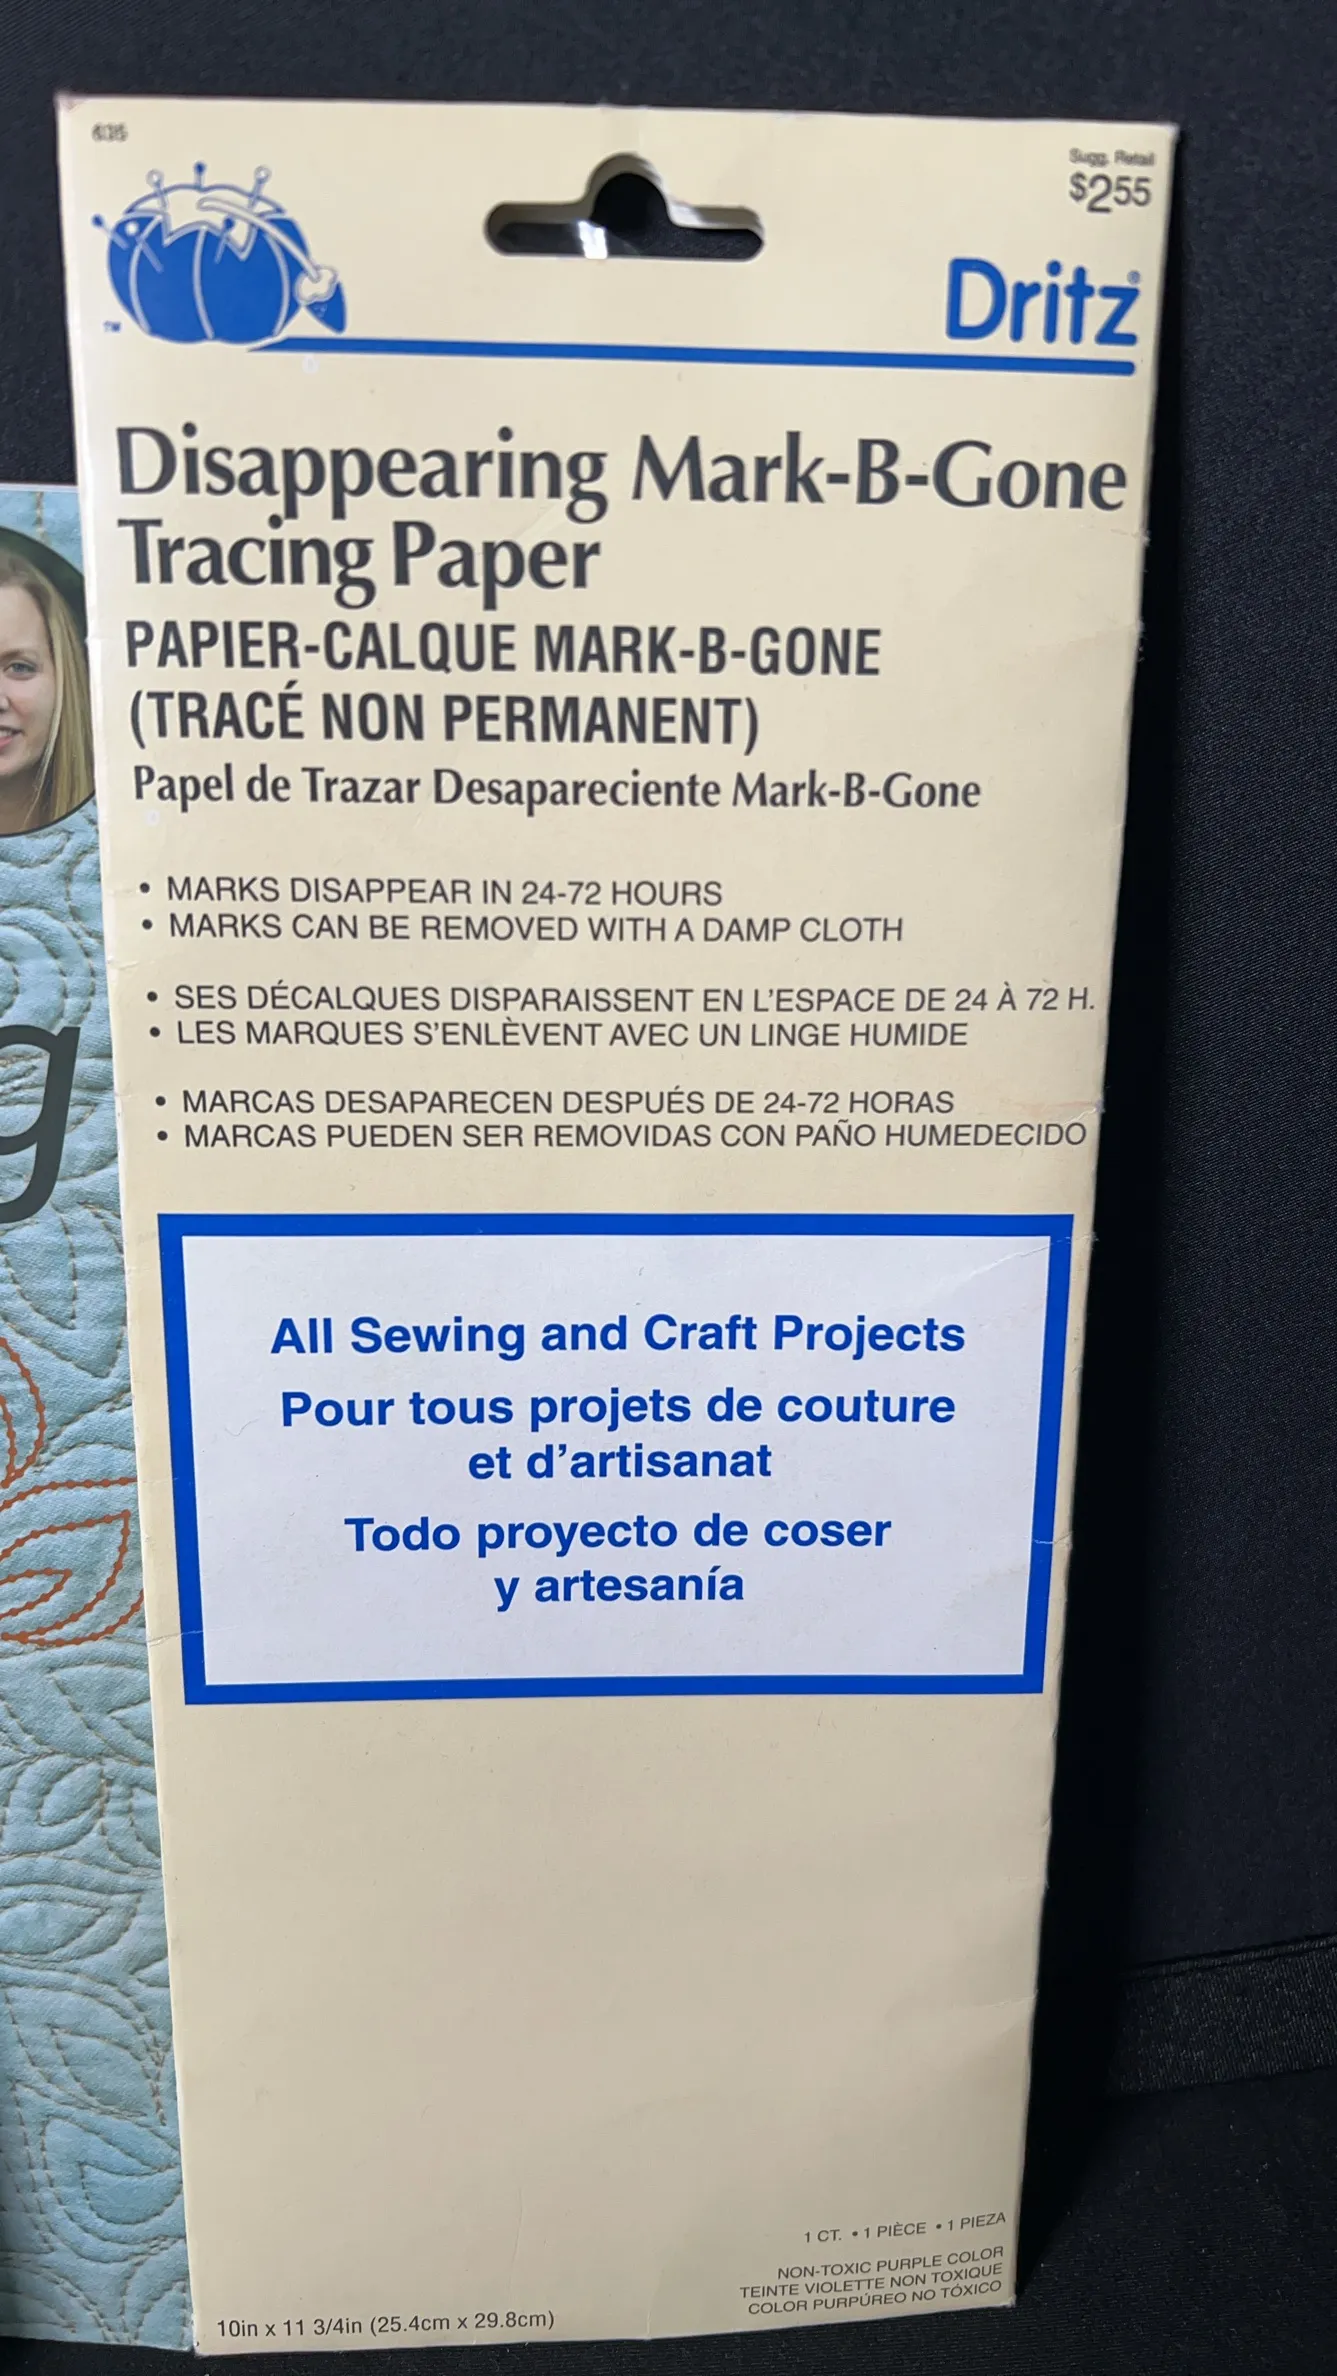 635
Sugg. Retail
$2.55
Dritz®
TM
Disappearing Mark-B-Gone
Tracing Paper
PAPIER-CALQUE MARK-B-GONE
(TRACÉ NON PERMANENT)
Papel de Trazar Desapareciente Mark-B-Gone
• MARKS DISAPPEAR IN 24-72 HOURS
• MARKS CAN BE REMOVED WITH A DAMP CLOTH
• SES DÉCALQUES DISPARAISSENT EN L'ESPACE DE 24 À 72 H.
• LES MARQUES S'ENLÈVENT AVEC UN LINGE HUMIDE
• MARCAS DESAPARECEN DESPUÉS DE 24-72 HORAS
• MARCAS PUEDEN SER REMOVIDAS CON PAÑO HUMEDECIDO
g
All Sewing and Craft Projects
Pour tous projets de couture
et d'artisanat
Todo proyecto de coser
y artesanía
1 CT. • 1 PIÈCE • 1 PIEZA
NON-TOXIC PURPLE COLOR
TEINTE VIOLETTE NON TOXIQUE
COLOR PURPÚREO NO TÓXICO
10in x 11 3/4in (25.4cm x 29.8cm)